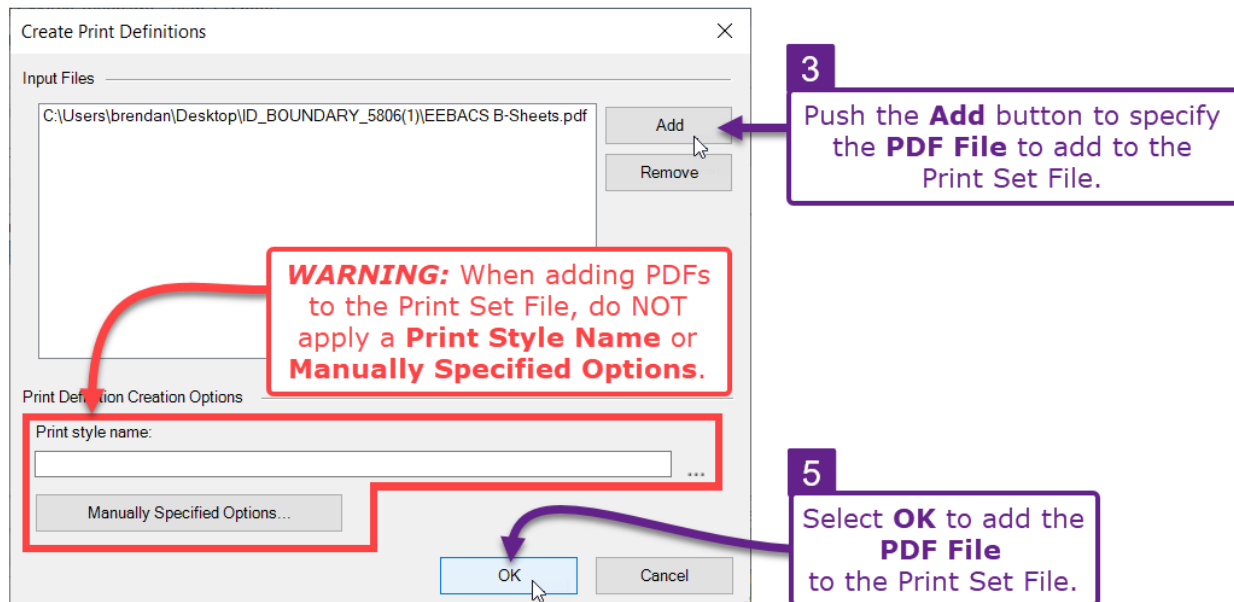 Create Print Definitions
Input Files
C:\Users\brendan\Desktop\ID_BOUNDARY_5806(1)\EEBACS B-Sheets.pdf
Add
Remove
3
Push the Add button to specify
the PDF File to add to the
Print Set File.
WARNING: When adding PDFs
to the Print Set File, do NOT
apply a Print Style Name or
Manually Specified Options.
Print Definition Creation Options
Print style name:
...
Manually Specified Options...
5
Select OK to add the
PDF File
to the Print Set File.
OK
Cancel